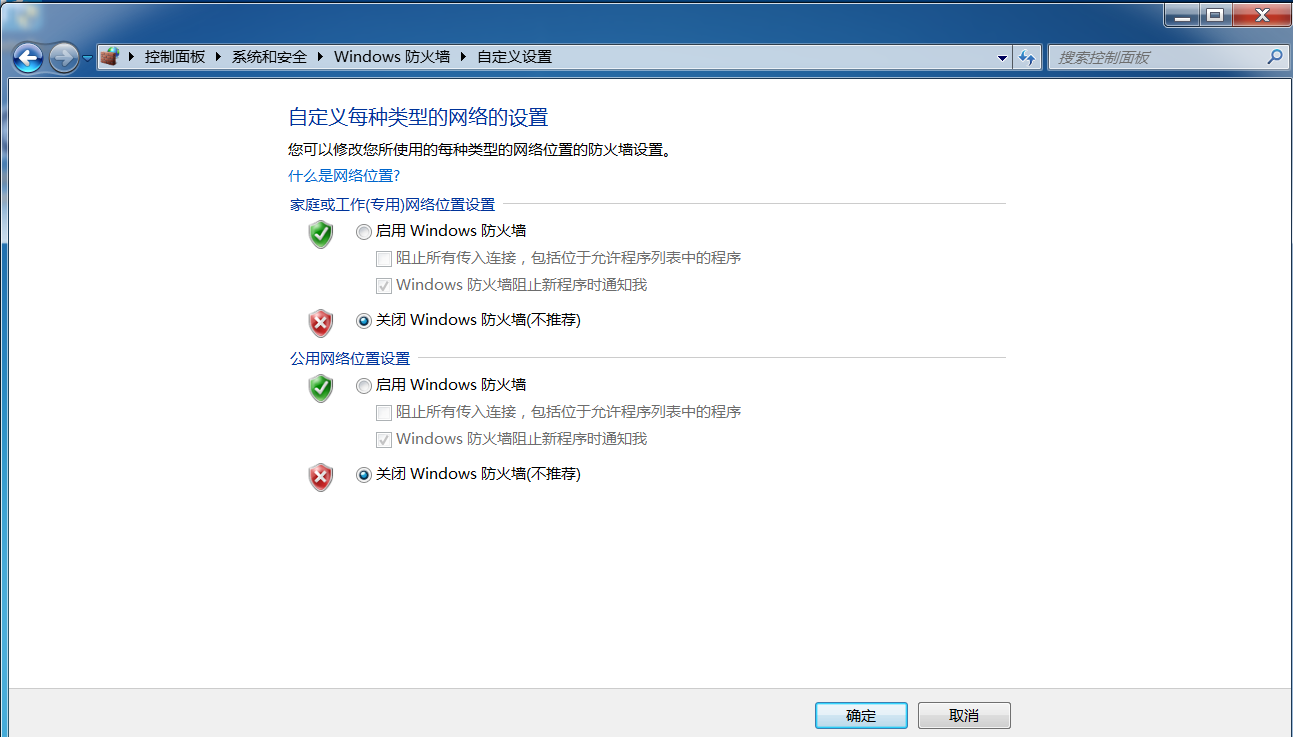 控制面板 系统和安全 Windows 防火墙 自定义设置 搜索控制面板
自定义每种类型的网络的设置
您可以修改您所使用的每种类型的网络位置的防火墙设置。
什么是网络位置?
家庭或工作(专用)网络位置设置
启用 Windows 防火墙
阻止所有传入连接，包括位于允许程序列表中的程序
Windows 防火墙阻止新程序时通知我
关闭 Windows 防火墙(不推荐)
公用网络位置设置
启用 Windows 防火墙
阻止所有传入连接，包括位于允许程序列表中的程序
Windows 防火墙阻止新程序时通知我
关闭 Windows 防火墙(不推荐)
确定 取消